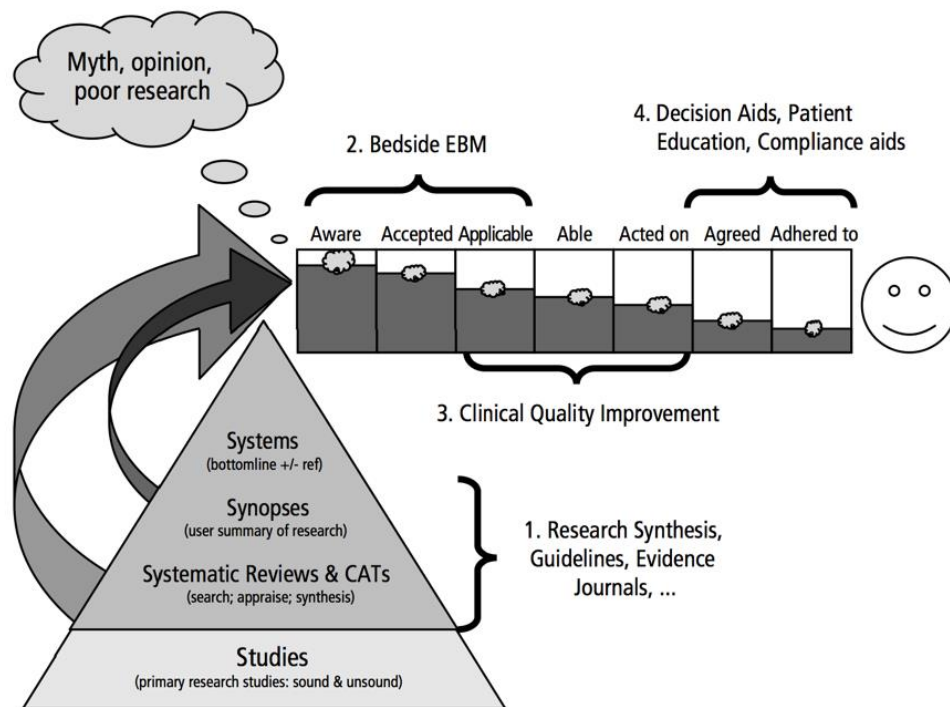 Myth, opinion,
poor research
2. Bedside EBM
4. Decision Aids, Patient
Education, Compliance aids
Aware Accepted Applicable Able Acted on Agreed Adhered to
3. Clinical Quality Improvement
Systems
(bottomline +/- ref)
Synopses
(user summary of research)
Systematic Reviews & CATs
(search; appraise; synthesis)
1. Research Synthesis,
Guidelines, Evidence
Journals, ...
Studies
(primary research studies: sound & unsound)